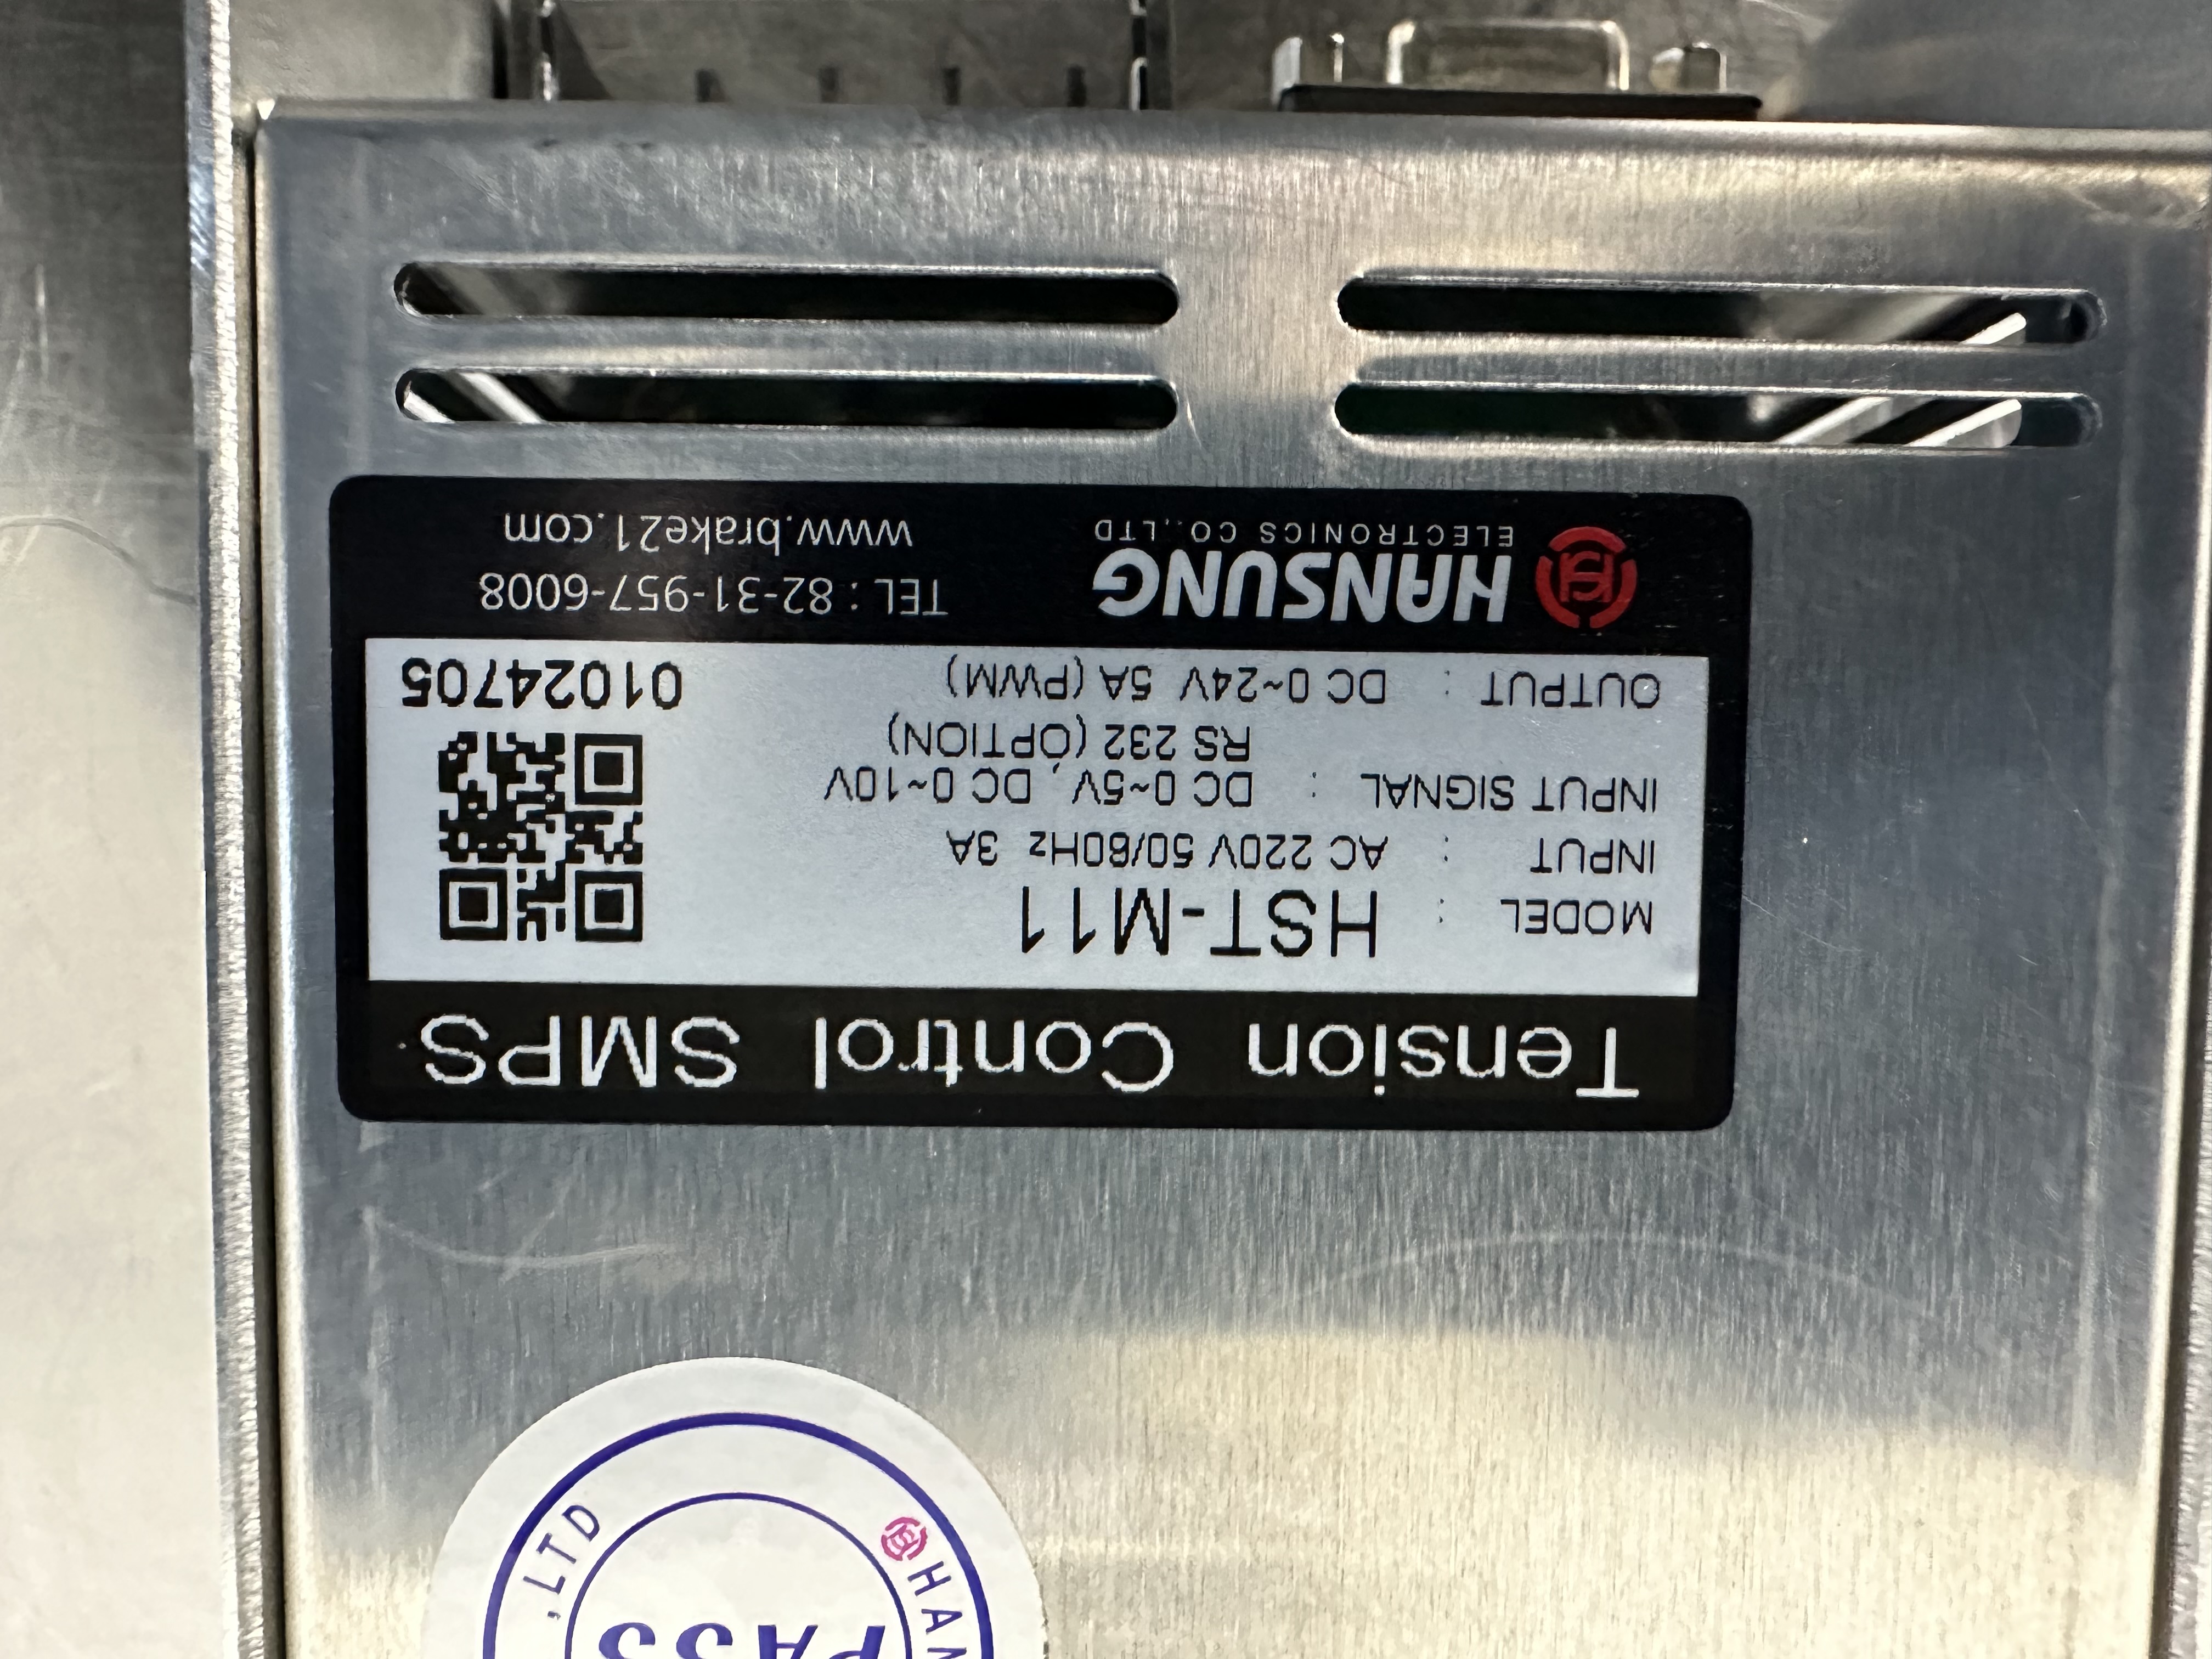 Tension Control SMPS
MODEL : HST-M11
INPUT : AC 220V 50/60Hz 3A
INPUT SIGNAL : DC 0~5V, DC 0~10V
RS 232 (OPTION)
OUTPUT : DC 0~24V 5A (PWM)
01024705
HANSUNG
ELECTRONICS CO.,LTD
TEL : 82-31-957-6008
www.brake21.com
PASS
,LTD